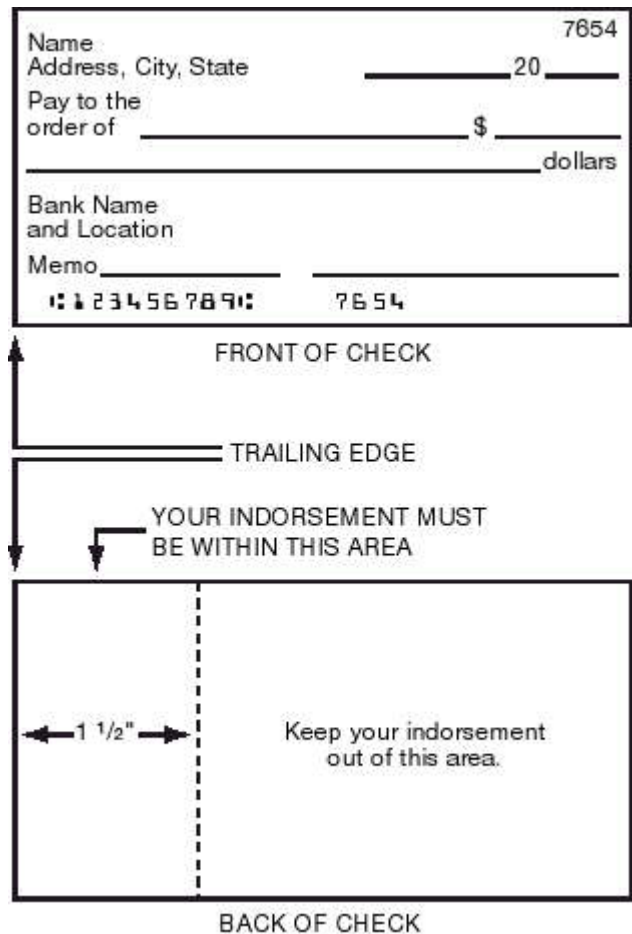 7654
Name
Address, City, State 20
Pay to the
order of $
dollars
Bank Name
and Location
Memo
⑆123456789⑆ 7654
FRONT OF CHECK
TRAILING EDGE
YOUR INDORSEMENT MUST
BE WITHIN THIS AREA
1 1/2"
Keep your indorsement
out of this area.
BACK OF CHECK